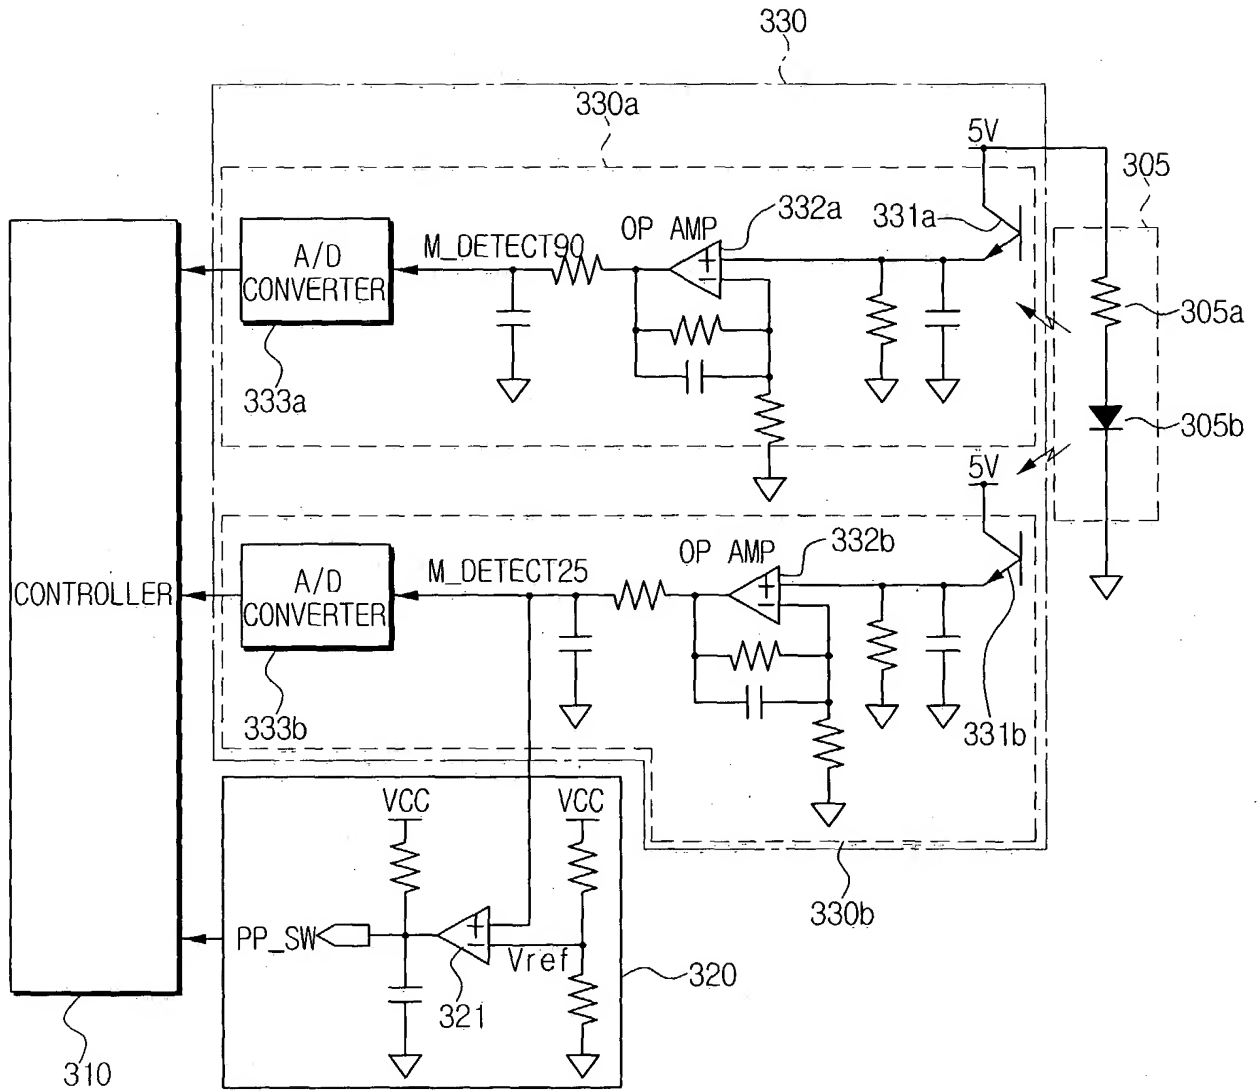 330
330a
5V
305
332a
331a
OP AMP
M_DETECT90
A/D
CONVERTER
+
−
305a
333a
305b
5V
332b
OP AMP
M_DETECT25
A/D
CONVERTER
+
−
CONTROLLER
333b
331b
VCC
VCC
330b
PP_SW
+
−
Vref
320
321
310